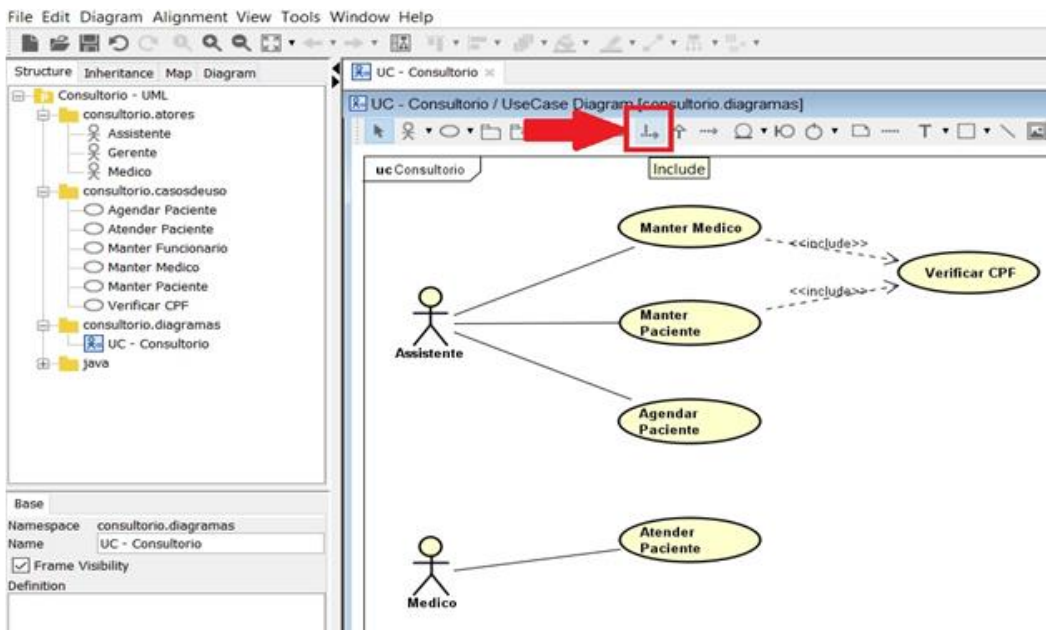 File Edit Diagram Alignment View Tools Window Help
Structure Inheritance Map Diagram
Consultorio - UML
consultorio.atores
Assistente
Gerente
Medico
consultorio.casosdeuso
Agendar Paciente
Atender Paciente
Manter Funcionario
Manter Medico
Manter Paciente
Verificar CPF
consultorio.diagramas
UC - Consultorio
java
Base
Namespace consultorio.diagramas
Name UC - Consultorio
Frame Visibility
Definition
UC - Consultorio
UC - Consultorio / UseCase Diagram [consultorio.diagramas]
T
uc Consultorio
Include
Manter Medico
<<include>>
Verificar CPF
<<include>>
Manter
Paciente
Assistente
Agendar
Paciente
Atender
Paciente
Medico